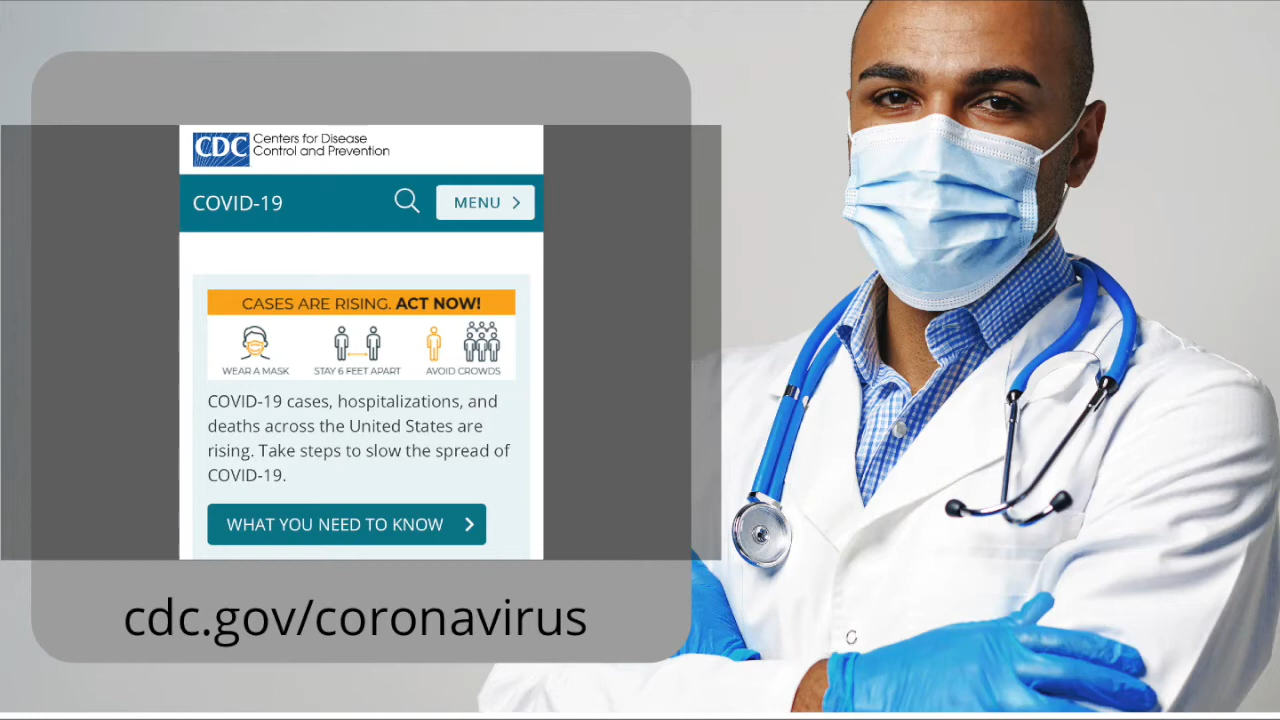 CDC Centers for Disease
Control and Prevention
COVID-19
MENU
CASES ARE RISING. ACT NOW!
WEAR A MASK
STAY 6 FEET APART
AVOID CROWDS
COVID-19 cases, hospitalizations, and
deaths across the United States are
rising. Take steps to slow the spread of
COVID-19.
WHAT YOU NEED TO KNOW
cdc.gov/coronavirus